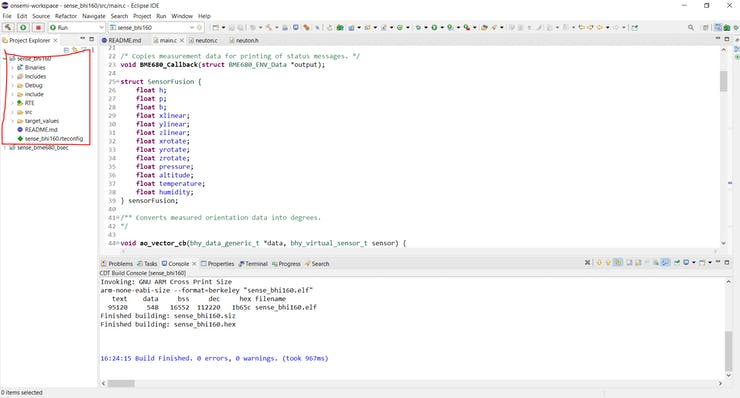 onsemi-workspace - sense_bhi160/src/main.c - Eclipse IDE
File Edit Source Refactor Navigate Search Project Run Window Help
Run
sense_bhi160
Project Explorer
sense_bhi160
Binaries
Includes
Debug
include
RTE
src
target_values
README.md
sense_bhi160.rteconfig
sense_bme680_bsec
README.md main.c neuton.c neuton.h
21
22 /* Copies measurement data for printing of status messages. */
23 void BME680_Callback(struct BME680_ENV_Data *output);
24
25 struct SensorFusion {
26 float h;
27 float p;
28 float b;
29 float xlinear;
30 float ylinear;
31 float zlinear;
32 float xrotate;
33 float yrotate;
34 float zrotate;
35 float pressure;
36 float altitude;
37 float temperature;
38 float humidity;
39 } sensorFusion;
40
41 /** Converts measured orientation data into degrees.
42 */
43
44 void ao_vector_cb(bhy_data_generic_t *data, bhy_virtual_sensor_t sensor) {
Problems Tasks Console Properties Terminal Progress Search
CDT Build Console [sense_bhi160]
Invoking: GNU ARM Cross Print Size
arm-none-eabi-size --format=berkeley "sense_bhi160.elf"
text data bss dec hex filename
95120 548 16552 112220 1b65c sense_bhi160.elf
Finished building: sense_bhi160.siz
Finished building: sense_bhi160.hex
16:24:15 Build Finished. 0 errors, 0 warnings. (took 967ms)
0 items selected